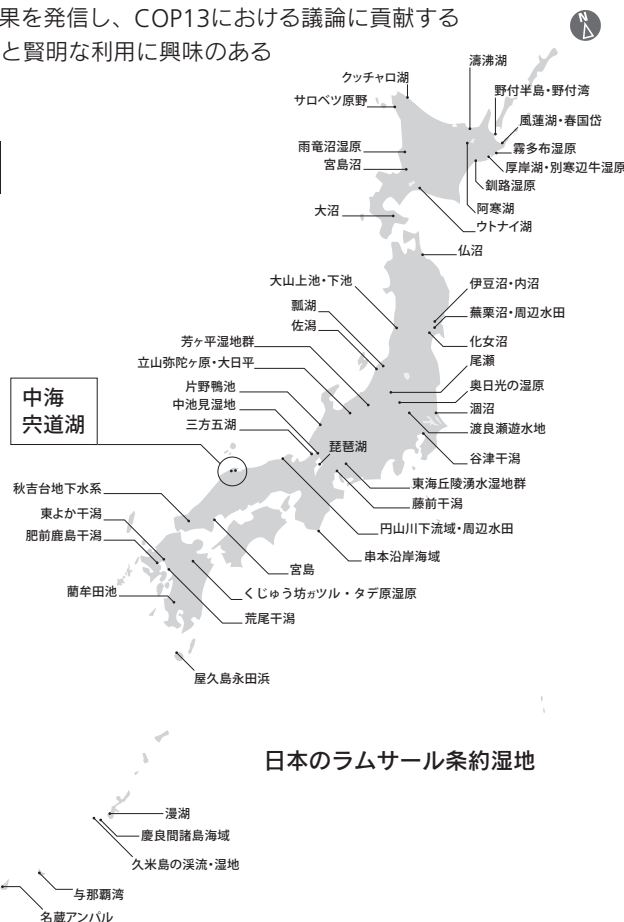 果を発信し、COP13における議論に貢献する
と賢明な利用に興味のある
N
濤沸湖
クッチャロ湖
野付半島・野付湾
サロベツ原野
風蓮湖・春国岱
雨竜沼湿原
霧多布湿原
宮島沼
厚岸湖・別寒辺牛湿原
釧路湿原
大沼
阿寒湖
ウトナイ湖
仏沼
大山上池・下池
伊豆沼・内沼
瓢湖
蕪栗沼・周辺水田
佐潟
化女沼
芳ヶ平湿地群
尾瀬
立山弥陀ヶ原・大日平
奥日光の湿原
片野鴨池
涸沼
中池見湿地
渡良瀬遊水地
三方五湖
琵琶湖
谷津干潟
中海
宍道湖
東海丘陵湧水湿地群
秋吉台地下水系
藤前干潟
東よか干潟
円山川下流域・周辺水田
肥前鹿島干潟
串本沿岸海域
宮島
藺牟田池
くじゅう坊ガツル・タデ原湿原
荒尾干潟
屋久島永田浜
日本のラムサール条約湿地
漫湖
慶良間諸島海域
久米島の渓流・湿地
与那覇湾
名蔵アンパル